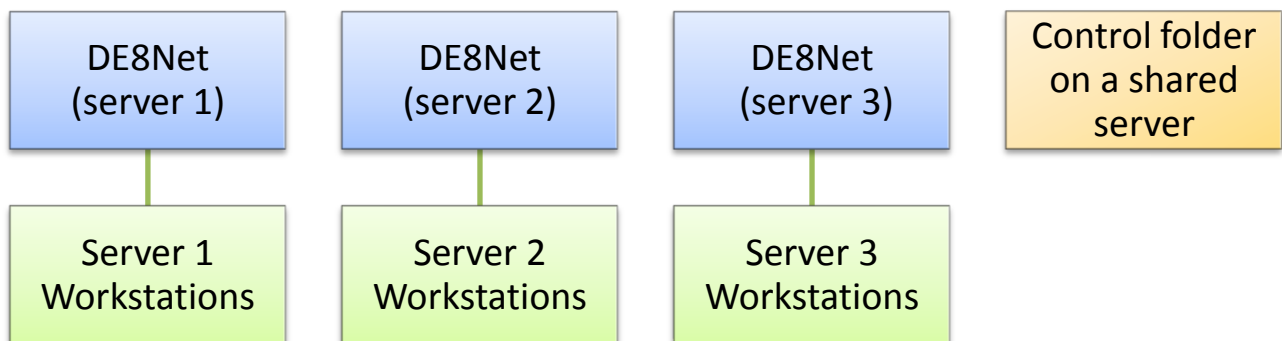 DE8Net
(server 1)
DE8Net
(server 2)
DE8Net
(server 3)
Control folder
on a shared
server
Server 1
Workstations
Server 2
Workstations
Server 3
Workstations